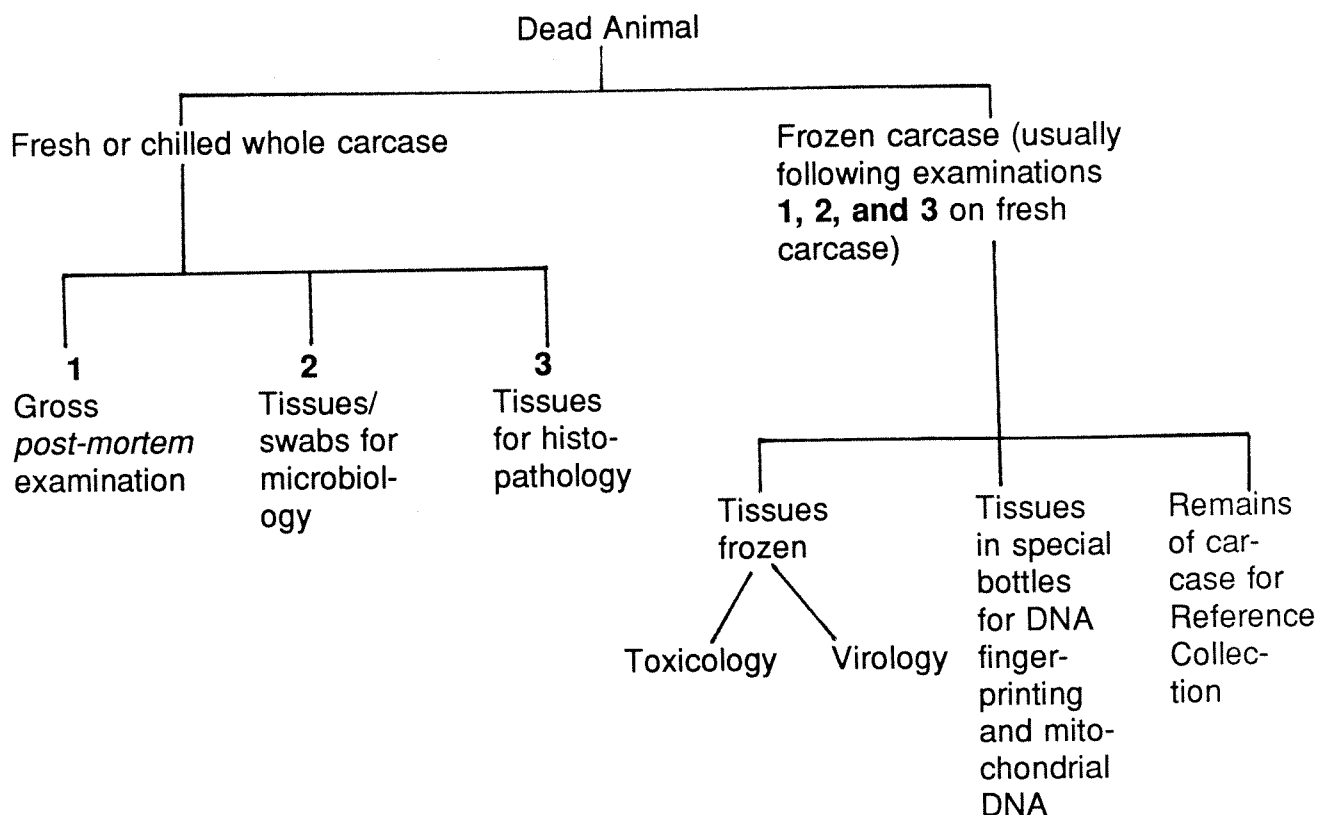 Dead Animal
Fresh or chilled whole carcase
Frozen carcase (usually
following examinations
1, 2, and 3 on fresh
carcase)
1
Gross
post-mortem
examination
2
Tissues/
swabs for
microbiol-
ogy
3
Tissues
for histo-
pathology
Tissues
frozen
Toxicology
Virology
Tissues
in special
bottles
for DNA
finger-
printing
and mito-
chondrial
DNA
Remains
of car-
case for
Reference
Collec-
tion